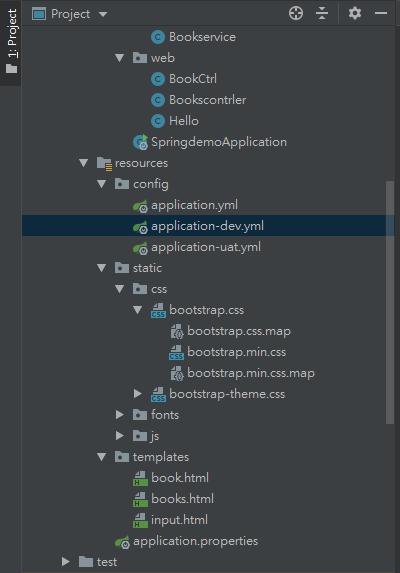 1: Project
Project
Bookservice
web
BookCtrl
Bookscontrler
Hello
SpringdemoApplication
resources
config
application.yml
application-dev.yml
application-uat.yml
static
css
bootstrap.css
bootstrap.css.map
bootstrap.min.css
bootstrap.min.css.map
bootstrap-theme.css
fonts
js
templates
book.html
books.html
input.html
application.properties
test